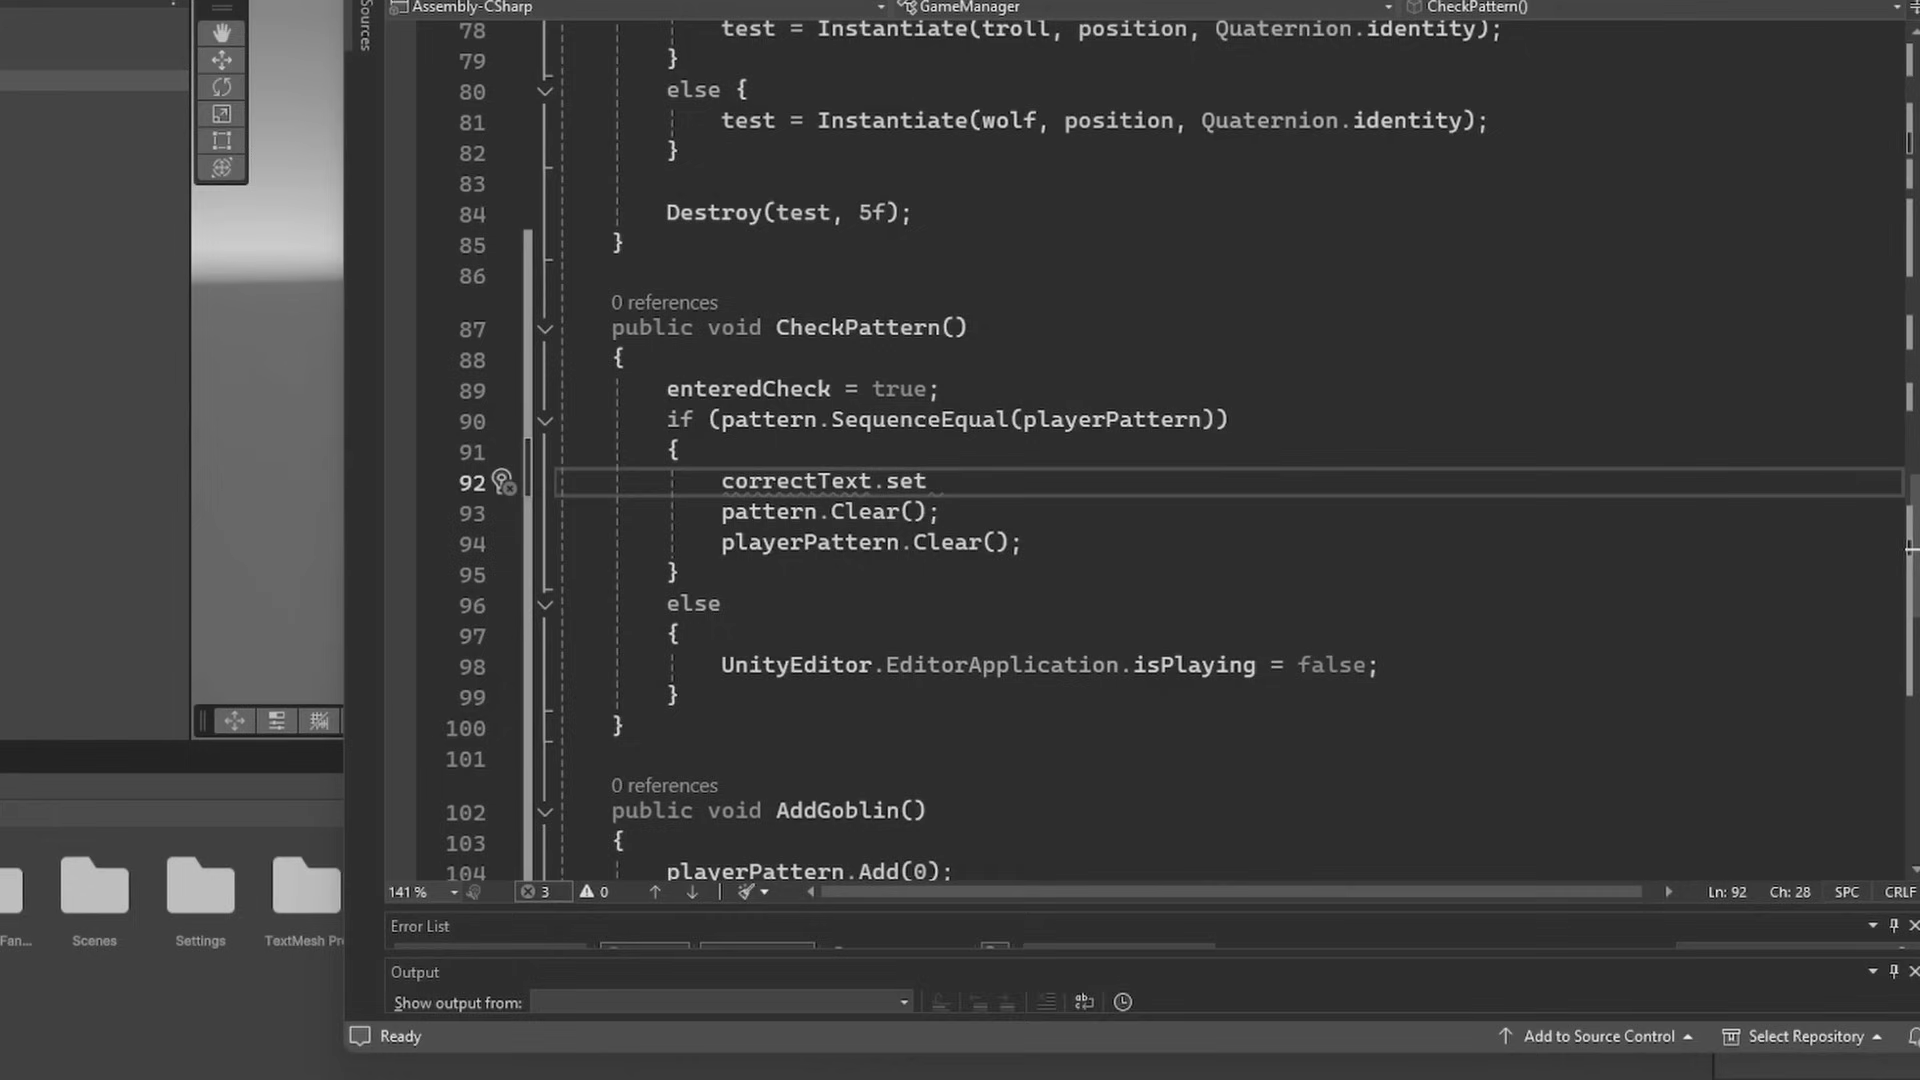 Assembly-CSharp
GameManager
CheckPattern()
Sources
78 test = Instantiate(troll, position, Quaternion.identity);
79 }
80 else {
81 test = Instantiate(wolf, position, Quaternion.identity);
82 }
83
84 Destroy(test, 5f);
85 }
86
0 references
87 public void CheckPattern()
88 {
89 enteredCheck = true;
90 if (pattern.SequenceEqual(playerPattern))
91 {
92 correctText.set
93 pattern.Clear();
94 playerPattern.Clear();
95 }
96 else
97 {
98 UnityEditor.EditorApplication.isPlaying = false;
99 }
100 }
101
0 references
102 public void AddGoblin()
103 {
104 playerPattern.Add(0);
141 % 3 0 Ln: 92 Ch: 28 SPC CRLF
Fan... Scenes Settings TextMesh Pr
Error List
Output
Show output from:
Ready Add to Source Control Select Repository